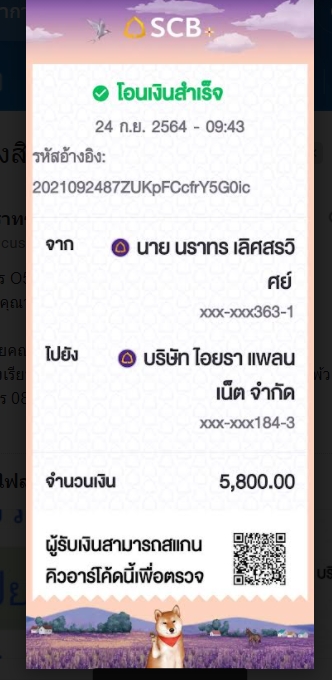 SCB
โอนเงินสำเร็จ
24 ก.ย. 2564 - 09:43
รหัสอ้างอิง:
2021092487ZUKpFCcfrY5G0ic
จาก
นาย นราทร เลิศสรวิ
ศย์
xxx-xxx363-1
ไปยัง
บริษัท ไอยรา แพลน
เน็ต จำกัด
xxx-xxx184-3
จำนวนเงิน
5,800.00
ผู้รับเงินสามารถสแกน
คิวอาร์โค้ดนี้เพื่อตรวจ